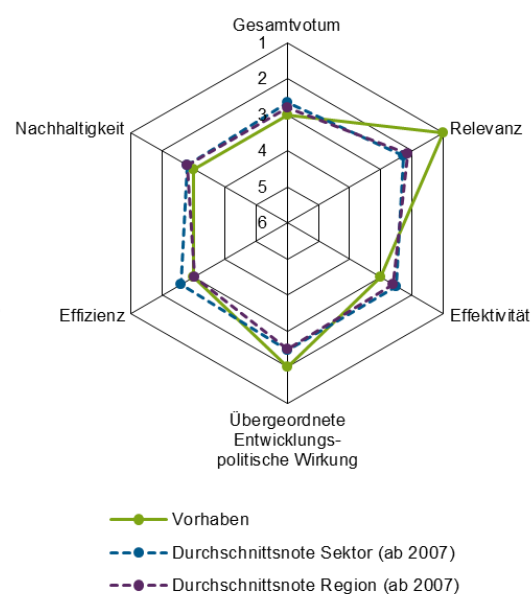 Gesamtvotum
1
2
3
4
5
6
Nachhaltigkeit
Relevanz
Effizienz
Effektivität
Übergeordnete
Entwicklungs-
politische Wirkung
Vorhaben
Durchschnittsnote Sektor (ab 2007)
Durchschnittsnote Region (ab 2007)